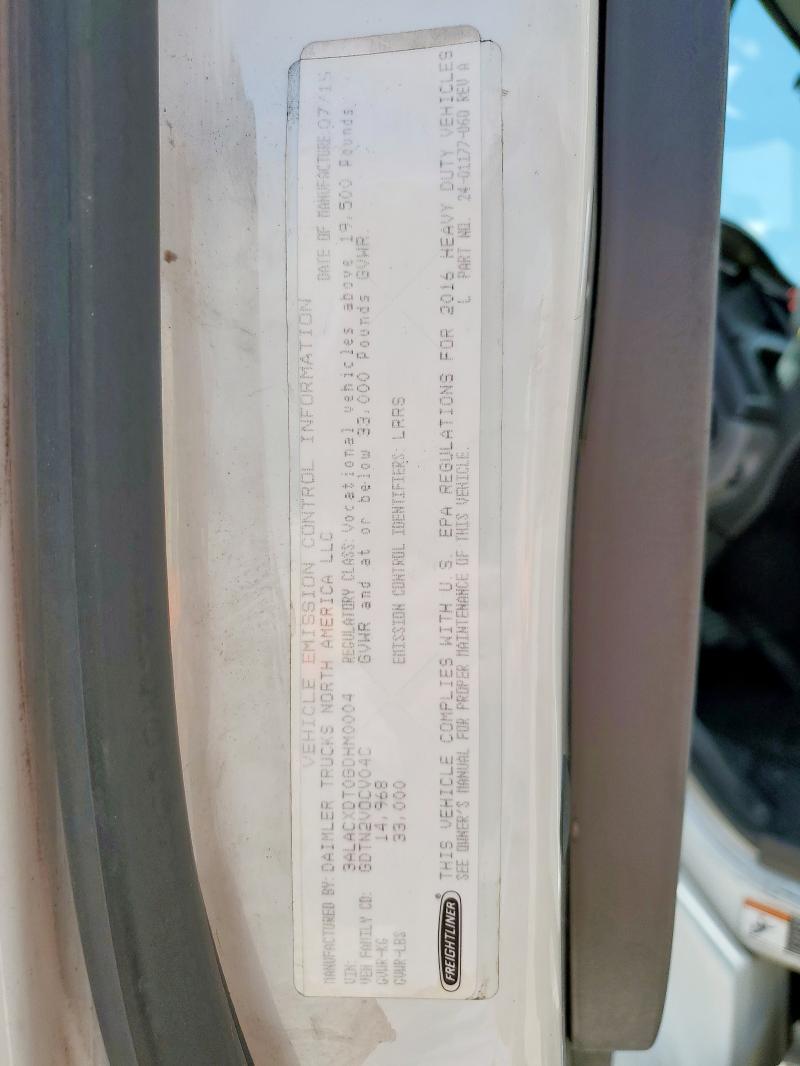 VEHICLE EMISSION CONTROL INFORMATION
MANUFACTURED BY: DAIMLER TRUCKS NORTH AMERICA LLC
DATE OF MANUFACTURE: 07/15
VIN: 3ALACXDT0GDHM0004
REGULATORY CLASS: Vocational vehicles above 19,500 Pounds
VEH FAMILY CD: GDTN2VOCV04C
GVWR and at or below 33,000 Pounds GVWR.
GVWR-KG 14,968
GVWR-LBS 33,000
EMISSION CONTROL IDENTIFIERS: LRRS
FREIGHTLINER®
THIS VEHICLE COMPLIES WITH U.S. EPA REGULATIONS FOR 2016 HEAVY DUTY VEHICLES
SEE OWNER'S MANUAL FOR PROPER MAINTENANCE OF THIS VEHICLE.
L PART NO. 24-01177-060 REV A